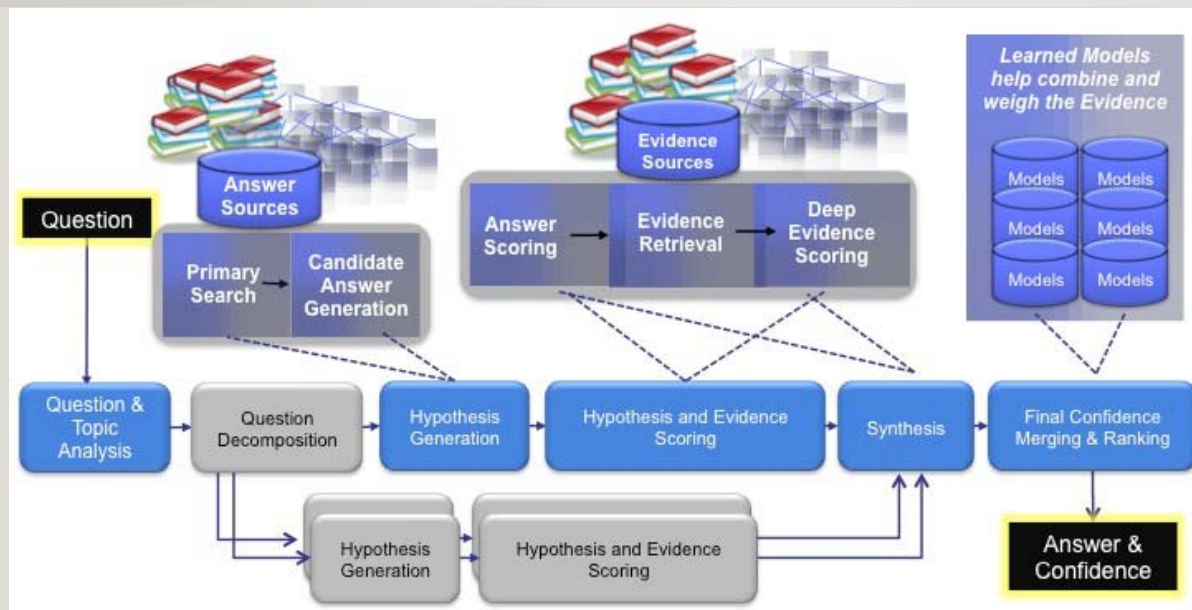 Learned Models
help combine and
weigh the Evidence
Answer
Sources
Evidence
Sources
Models
Models
Models
Models
Models
Models
Question
Primary
Search
Candidate
Answer
Generation
Answer
Scoring
Evidence
Retrieval
Deep
Evidence
Scoring
Question &
Topic
Analysis
Question
Decomposition
Hypothesis
Generation
Hypothesis and Evidence
Scoring
Synthesis
Final Confidence
Merging & Ranking
Hypothesis
Generation
Hypothesis and Evidence
Scoring
Answer &
Confidence